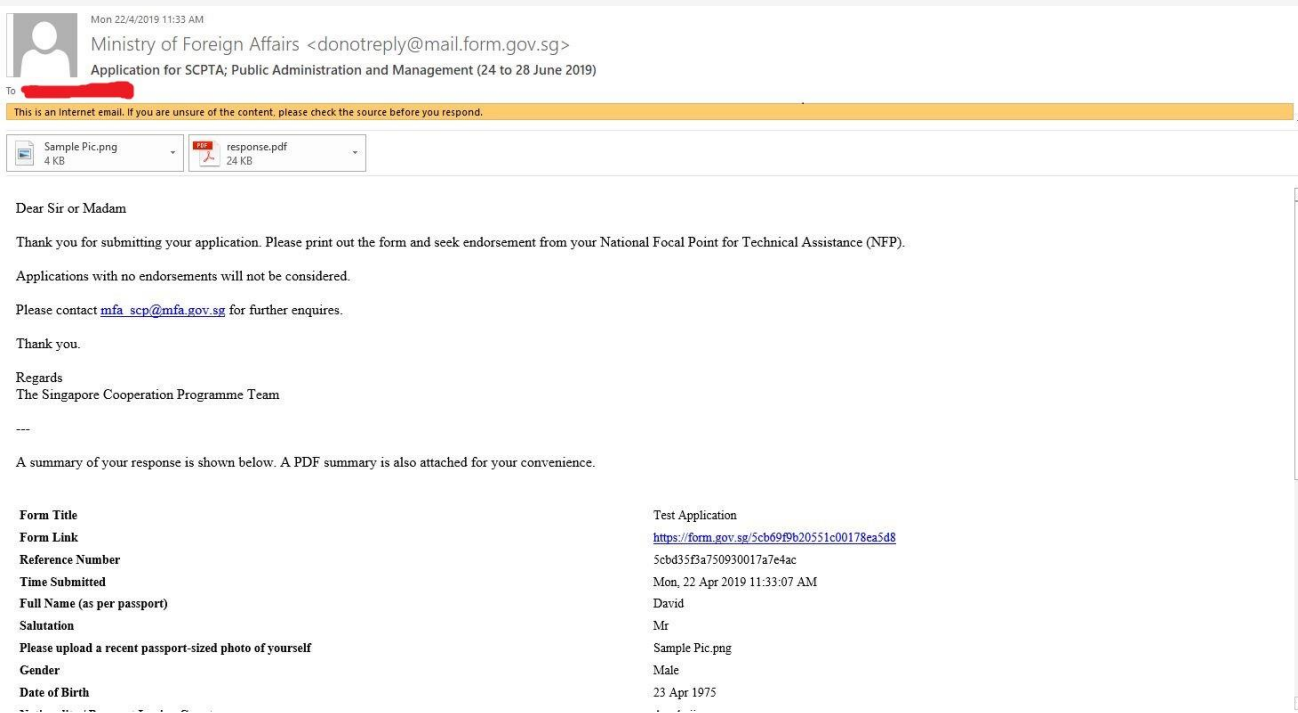 Mon 22/4/2019 11:33 AM
Ministry of Foreign Affairs <donotreply@mail.form.gov.sg>
Application for SCPTA; Public Administration and Management (24 to 28 June 2019)
To
This is an Internet email. If you are unsure of the content, please check the source before you respond.
Sample Pic.png
4 KB
PDF
response.pdf
24 KB
Dear Sir or Madam
Thank you for submitting your application. Please print out the form and seek endorsement from your National Focal Point for Technical Assistance (NFP).
Applications with no endorsements will not be considered.
Please contact mfa_scp@mfa.gov.sg for further enquires.
Thank you.
Regards
The Singapore Cooperation Programme Team
---
A summary of your response is shown below. A PDF summary is also attached for your convenience.
Form Title Test Application
Form Link https://form.gov.sg/5cb69f9b20551c00178ea5d8
Reference Number 5cbd35f3a750930017a7e4ac
Time Submitted Mon, 22 Apr 2019 11:33:07 AM
Full Name (as per passport) David
Salutation Mr
Please upload a recent passport-sized photo of yourself Sample Pic.png
Gender Male
Date of Birth 23 Apr 1975